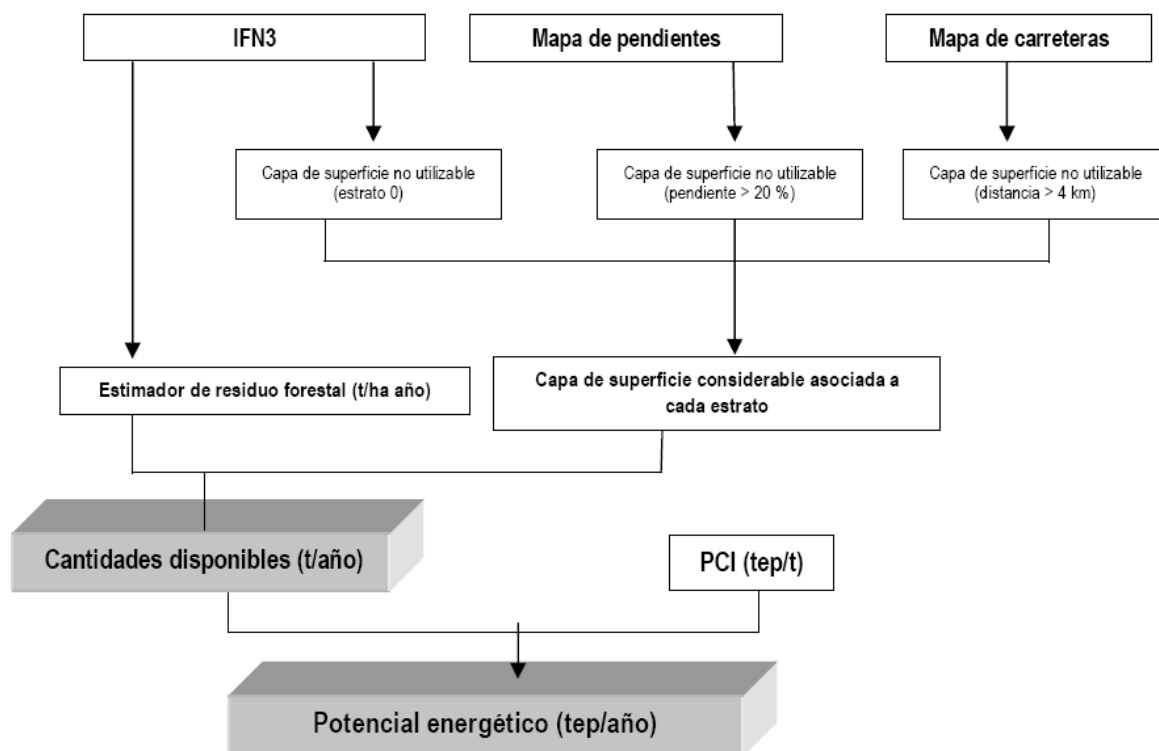 IFN3
Mapa de pendientes
Mapa de carreteras
Capa de superficie no utilizable
(estrato 0)
Capa de superficie no utilizable
(pendiente > 20 %)
Capa de superficie no utilizable
(distancia > 4 km)
Estimador de residuo forestal (t/ha año)
Capa de superficie considerable asociada a
cada estrato
Cantidades disponibles (t/año)
PCI (tep/t)
Potencial energético (tep/año)